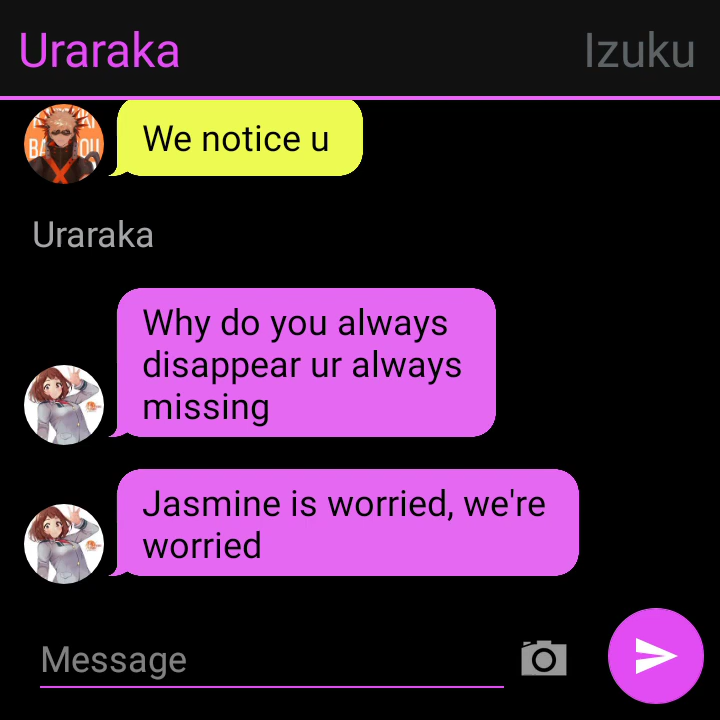 Uraraka Izuku
We notice u
Uraraka
Why do you always
disappear ur always
missing
Jasmine is worried, we're
worried
Message